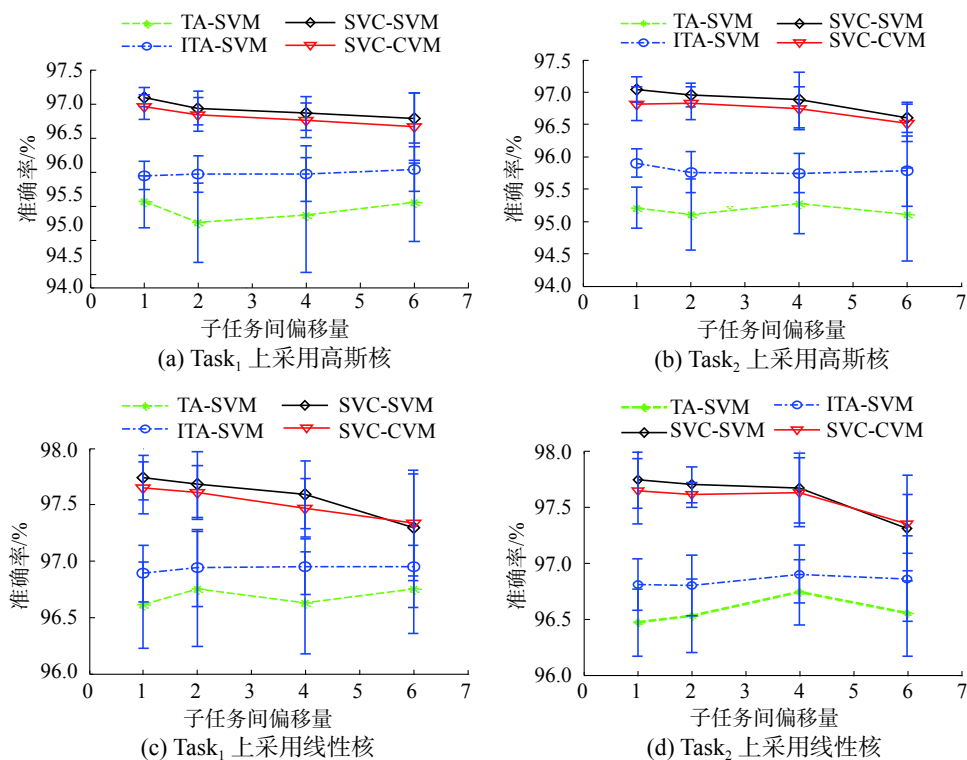 TA-SVM SVC-SVM
ITA-SVM SVC-CVM
97.5
97.0
96.5
96.0
95.5
95.0
94.5
94.0
准确率/%
0 1 2 3 4 5 6 7
子任务间偏移量
(a) Task₁ 上采用高斯核
TA-SVM SVC-SVM
ITA-SVM SVC-CVM
97.5
97.0
96.5
96.0
95.5
95.0
94.5
94.0
准确率/%
0 1 2 3 4 5 6 7
子任务间偏移量
(b) Task₂ 上采用高斯核
TA-SVM SVC-SVM
ITA-SVM SVC-CVM
98.0
97.5
97.0
96.5
96.0
准确率/%
0 1 2 3 4 5 6 7
子任务间偏移量
(c) Task₁ 上采用线性核
TA-SVM ITA-SVM
SVC-SVM SVC-CVM
98.0
97.5
97.0
96.5
96.0
准确率/%
0 1 2 3 4 5 6 7
子任务间偏移量
(d) Task₂ 上采用线性核